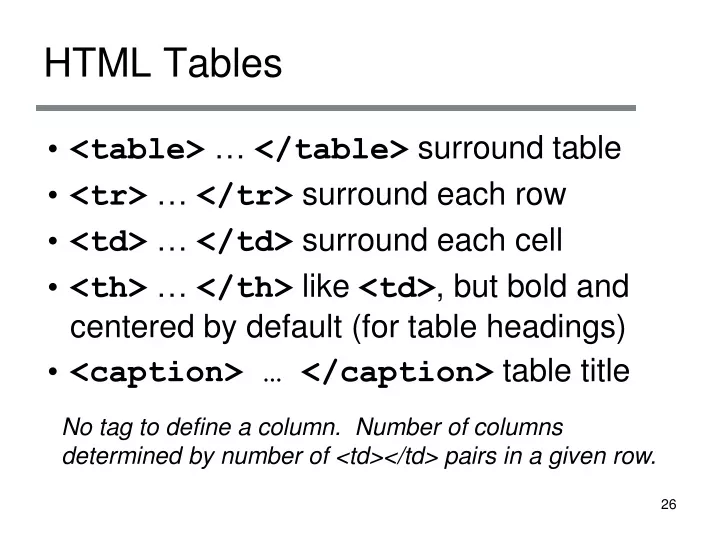 HTML Tables
• <table> … </table> surround table
• <tr> … </tr> surround each row
• <td> … </td> surround each cell
• <th> … </th> like <td>, but bold and
centered by default (for table headings)
• <caption> … </caption> table title
No tag to define a column.  Number of columns
determined by number of <td></td> pairs in a given row.
26